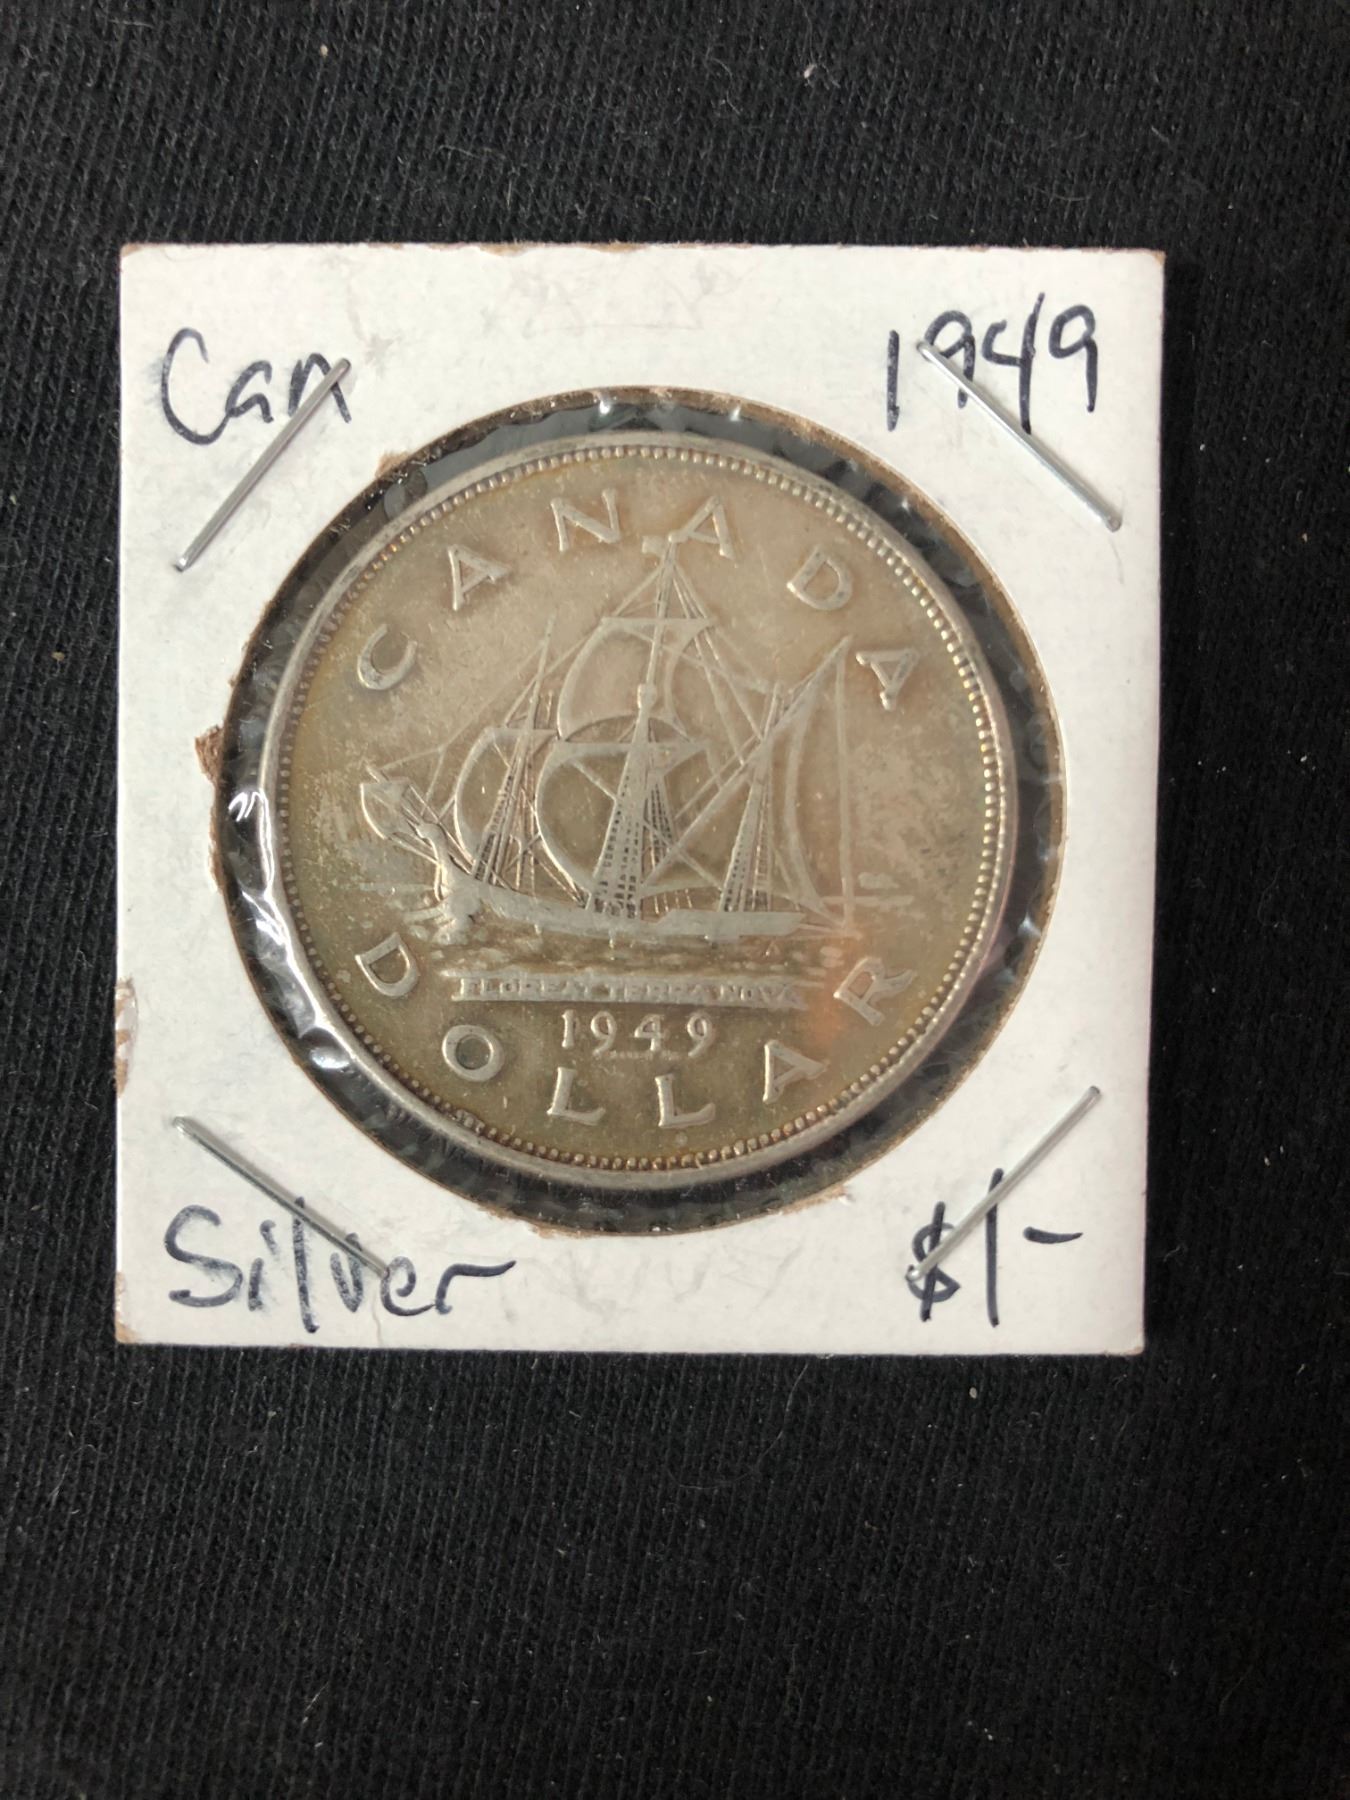 Can 1949
CANADA
FLOREAT TERRA NOVA
1949
DOLLAR
Silver $1-